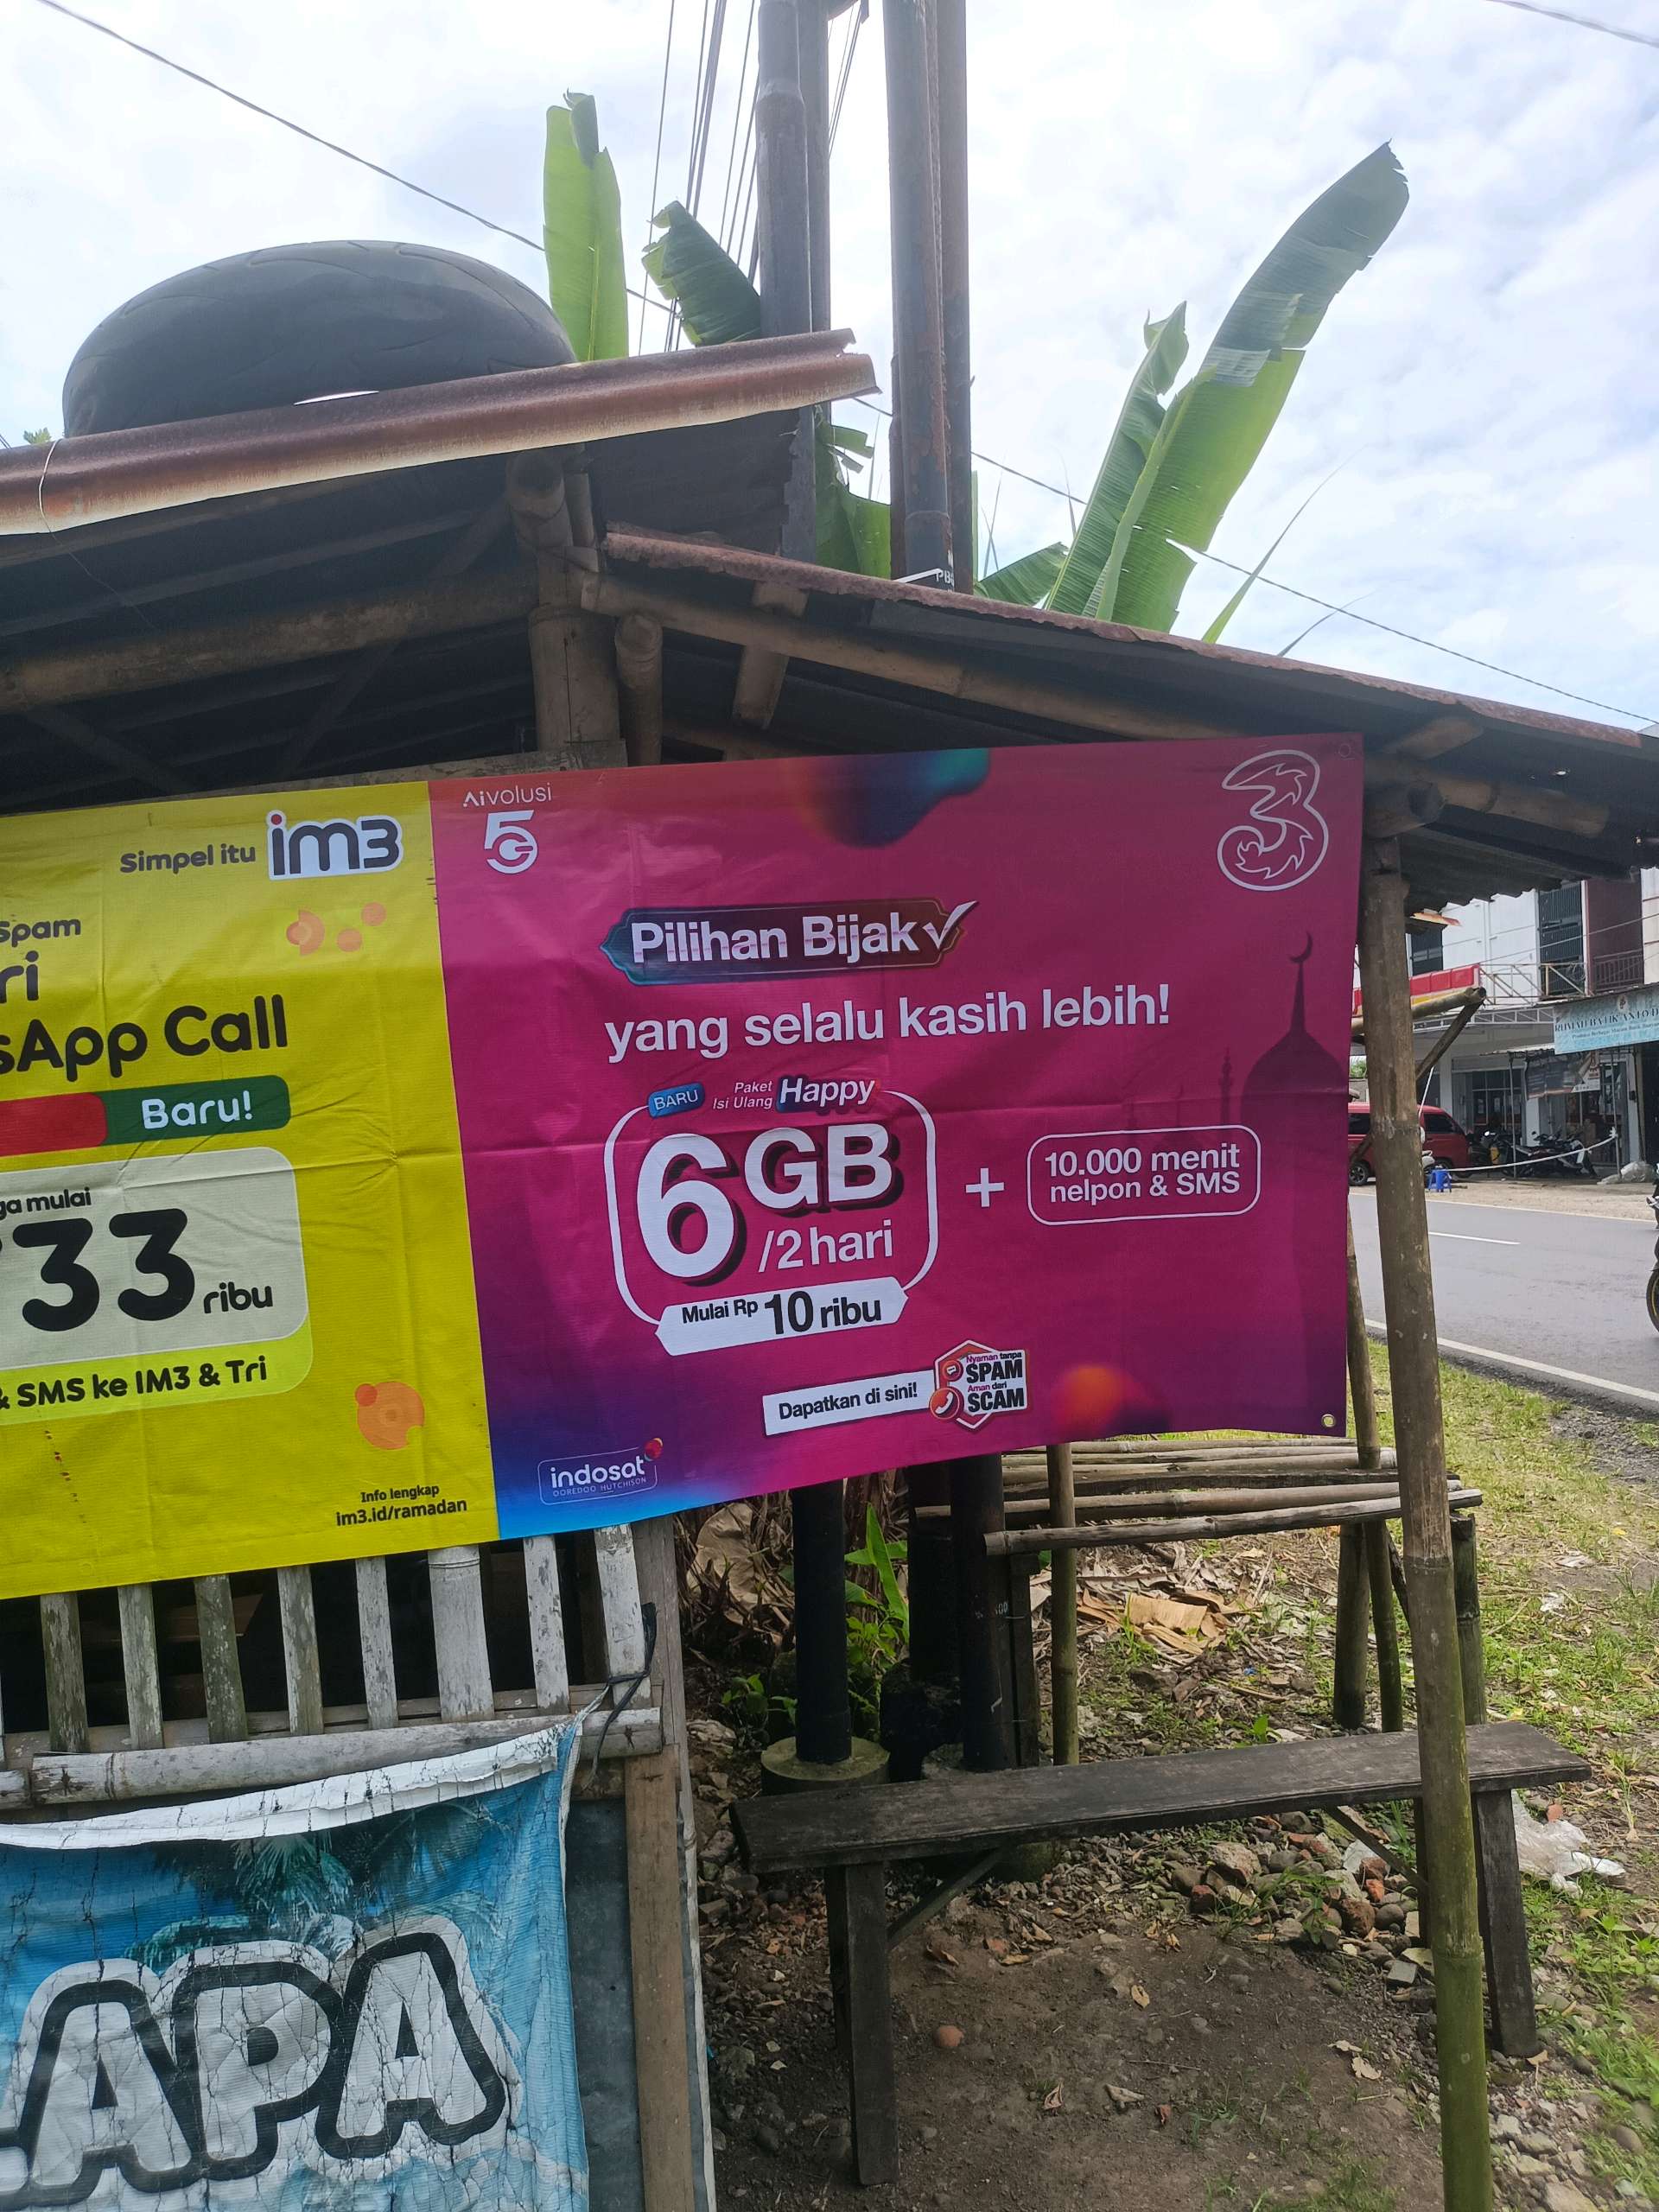 Simpel itu im3
Spam
ri
sApp Call
Baru!
ga mulai
33 ribu
& SMS ke IM3 & Tri
Info lengkap
im3.id/ramadan
Aivolusi
5G
3
Pilihan Bijak
yang selalu kasih lebih!
BARU Paket Isi Ulang Happy
6GB
/2 hari
Mulai Rp 10 ribu
+
10.000 menit
nelpon & SMS
Dapatkan di sini!
Nyaman tanpa
SPAM
Aman dari
SCAM
indosat
OOREDOO HUTCHISON
LAPA